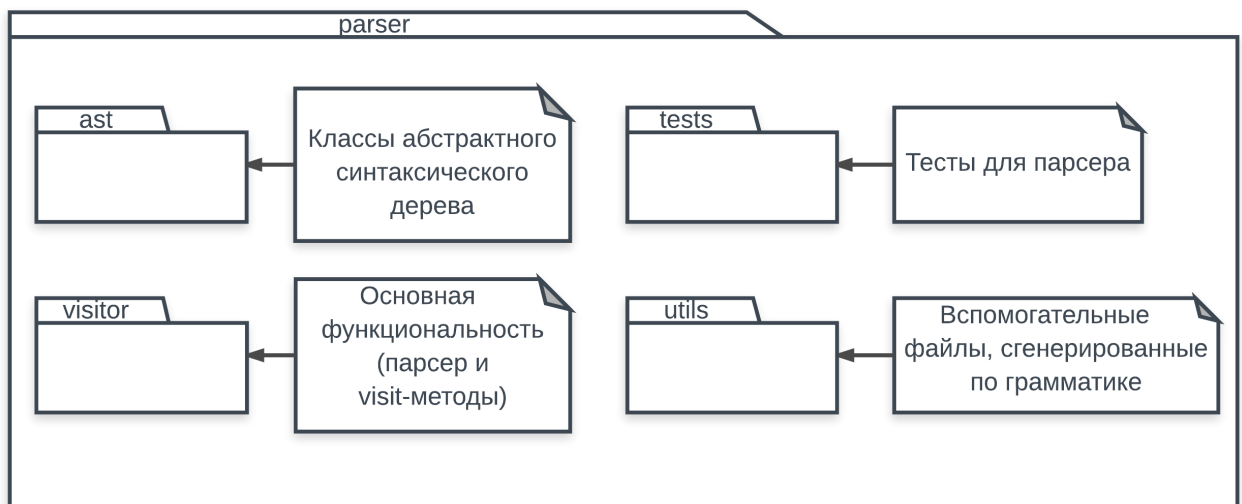 parser
ast
Классы абстрактного
синтаксического
дерева
tests
Тесты для парсера
visitor
Основная
функциональность
(парсер и
visit-методы)
utils
Вспомогательные
файлы, сгенерированные
по грамматике